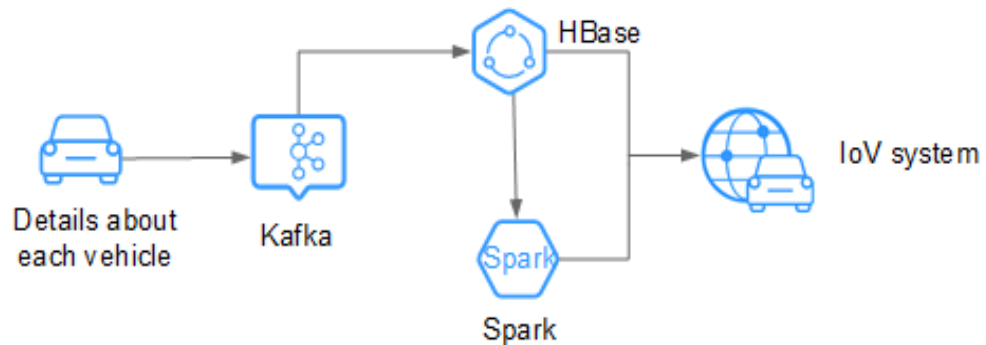 HBase
IoV system
Details about
each vehicle
Kafka
Spark
Spark